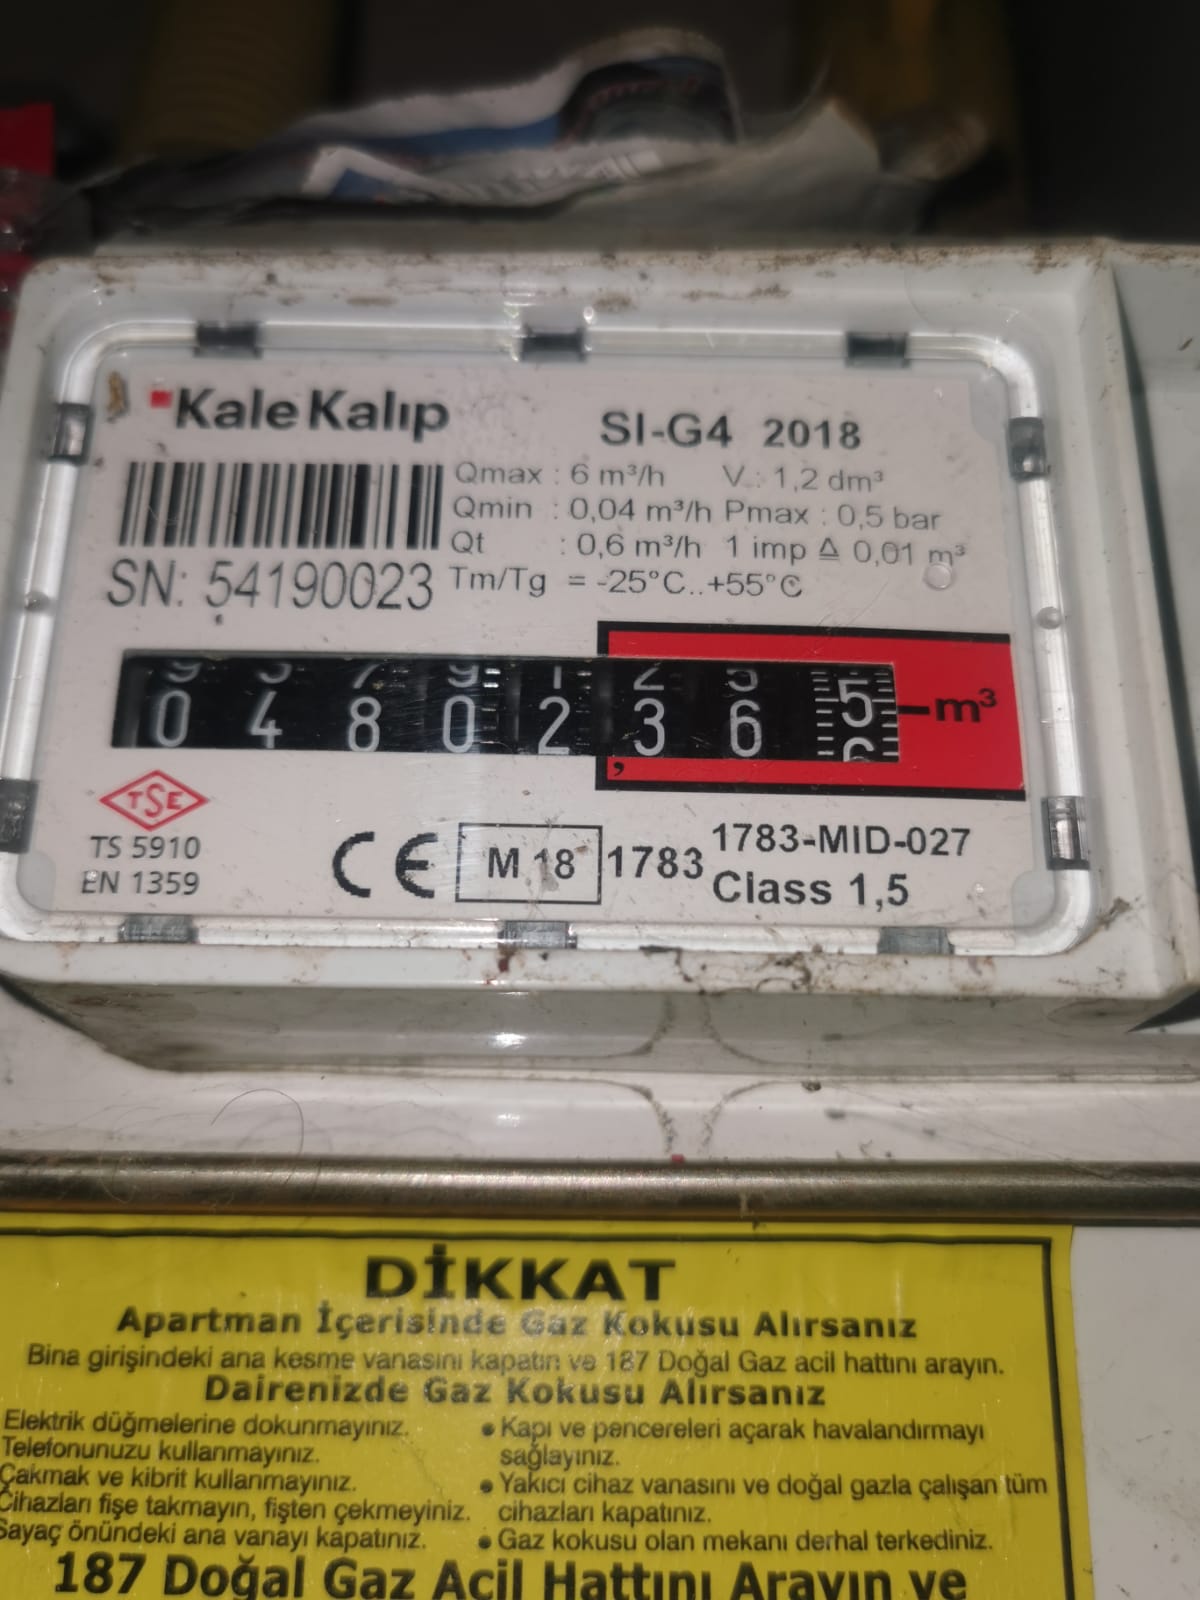 KaleKalıp
SI-G4 2018
Qmax : 6 m³/h V : 1,2 dm³
Qmin : 0,04 m³/h Pmax : 0,5 bar
Qt : 0,6 m³/h 1 imp ≙ 0,01 m³
Tm/Tg = -25°C..+55°C
SN: 54190023
0 4 8 0 2 3 6 5 m³
,
TSE
TS 5910
EN 1359
CE M 18 1783
1783-MID-027
Class 1,5
DİKKAT
Apartman İçerisinde Gaz Kokusu Alırsanız
Bina girişindeki ana kesme vanasını kapatın ve 187 Doğal Gaz acil hattını arayın.
Dairenizde Gaz Kokusu Alırsanız
Elektrik düğmelerine dokunmayınız.
Telefonunuzu kullanmayınız.
Çakmak ve kibrit kullanmayınız.
Cihazları fişe takmayın, fişten çekmeyiniz.
Sayaç önündeki ana vanayı kapatınız.
• Kapı ve pencereleri açarak havalandırmayı
sağlayınız.
• Yakıcı cihaz vanasını ve doğal gazla çalışan tüm
cihazları kapatınız.
• Gaz kokusu olan mekanı derhal terkediniz.
187 Doğal Gaz Acil Hattını Arayın ve